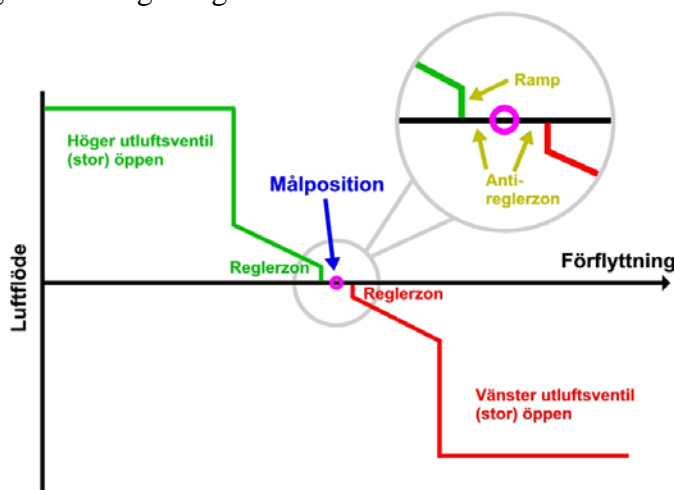 Ramp
Höger utluftsventil
(stor) öppen
Målposition
Anti-
reglerzon
Reglerzon
Förflyttning
Reglerzon
Luftflöde
Vänster utluftsventil
(stor) öppen